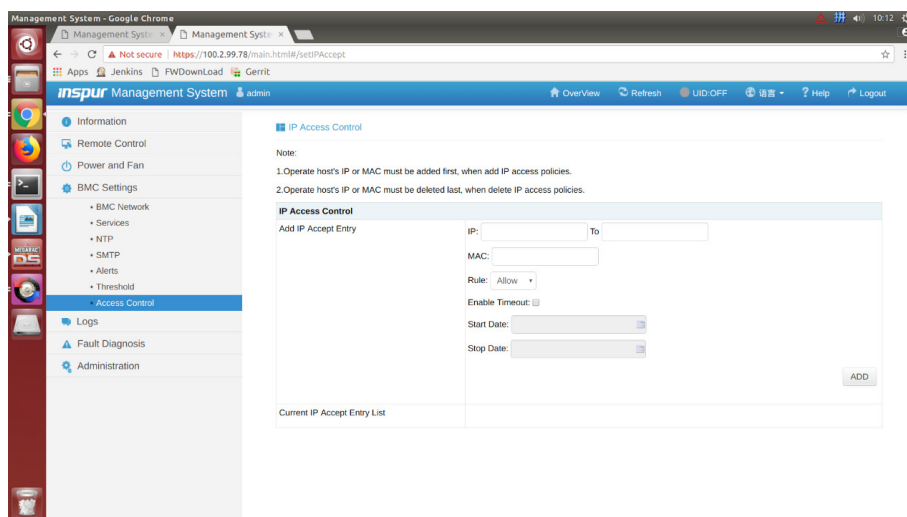 Management System - Google Chrome
拼
10:12
Management Syste
Management Syste
Not secure
https://100.2.99.78/main.html#/setIPAccept
Apps
Jenkins
FWDownLoad
Gerrit
inspur Management System
admin
OverView
Refresh
UID:OFF
语言
Help
Logout
Information
Remote Control
Power and Fan
BMC Settings
• BMC Network
• Services
• NTP
• SMTP
• Alerts
• Threshold
• Access Control
Logs
Fault Diagnosis
Administration
IP Access Control
Note:
1.Operate host's IP or MAC must be added first, when add IP access policies.
2.Operate host's IP or MAC must be deleted last, when delete IP access policies.
IP Access Control
Add IP Accept Entry
IP:
To
MAC:
Rule: Allow
Enable Timeout:
Start Date:
Stop Date:
ADD
Current IP Accept Entry List
MEGARAC
DS